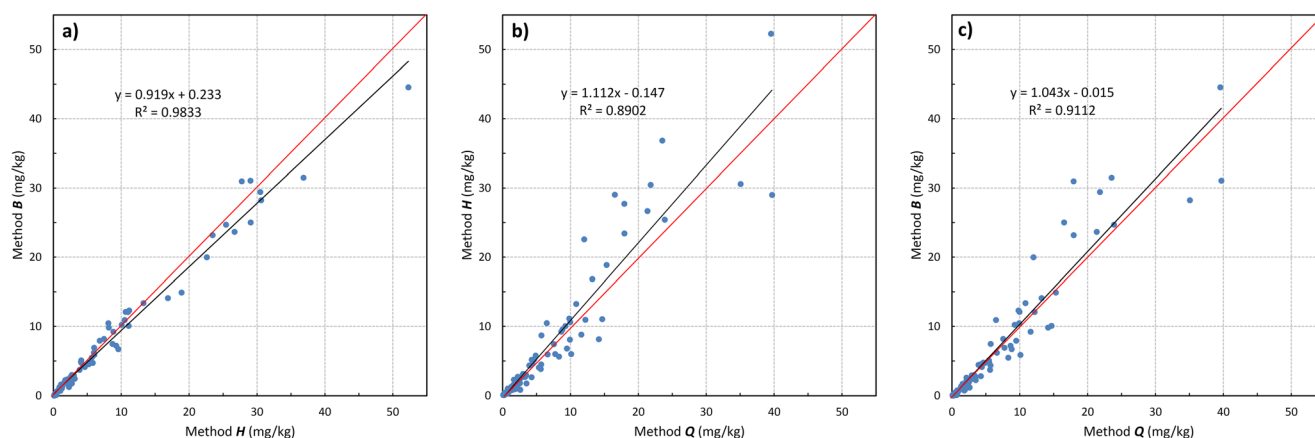 a)
y = 0.919x + 0.233
R² = 0.9833
50
40
30
20
10
0
0 10 20 30 40 50
Method B (mg/kg)
Method H (mg/kg)
b)
y = 1.112x - 0.147
R² = 0.8902
50
40
30
20
10
0
0 10 20 30 40 50
Method H (mg/kg)
Method Q (mg/kg)
c)
y = 1.043x - 0.015
R² = 0.9112
50
40
30
20
10
0
0 10 20 30 40 50
Method B (mg/kg)
Method Q (mg/kg)